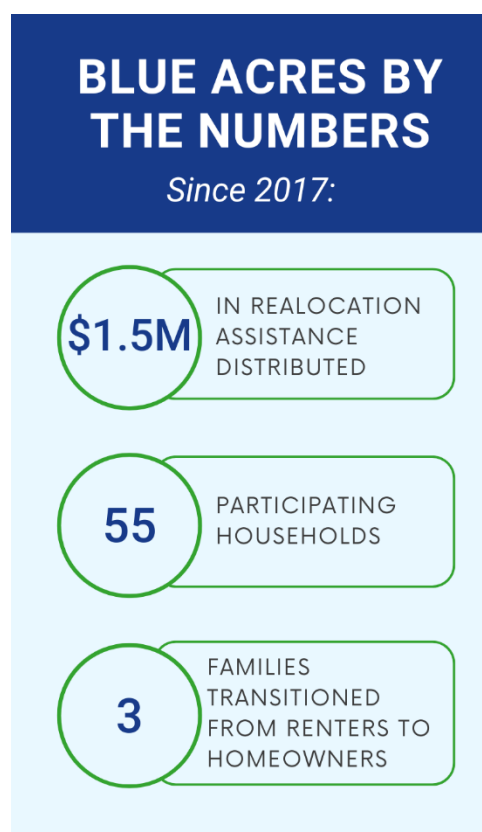 BLUE ACRES BY
THE NUMBERS
Since 2017:
$1.5M
IN REALOCATION
ASSISTANCE
DISTRIBUTED
55
PARTICIPATING
HOUSEHOLDS
3
FAMILIES
TRANSITIONED
FROM RENTERS TO
HOMEOWNERS